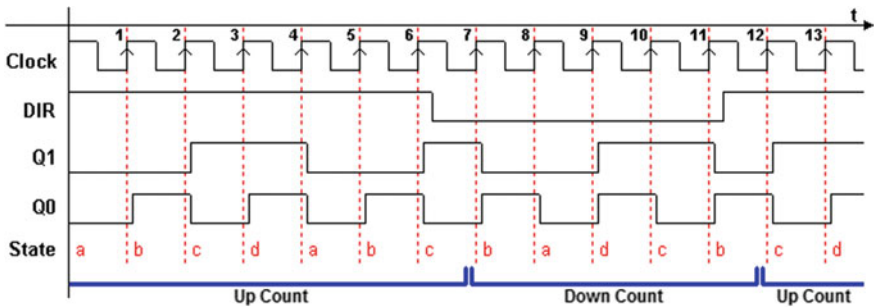 t
1 2 3 4 5 6 7 8 9 10 11 12 13
Clock
DIR
Q1
Q0
State a b c d a b c b a d c b c d
Up Count Down Count Up Count